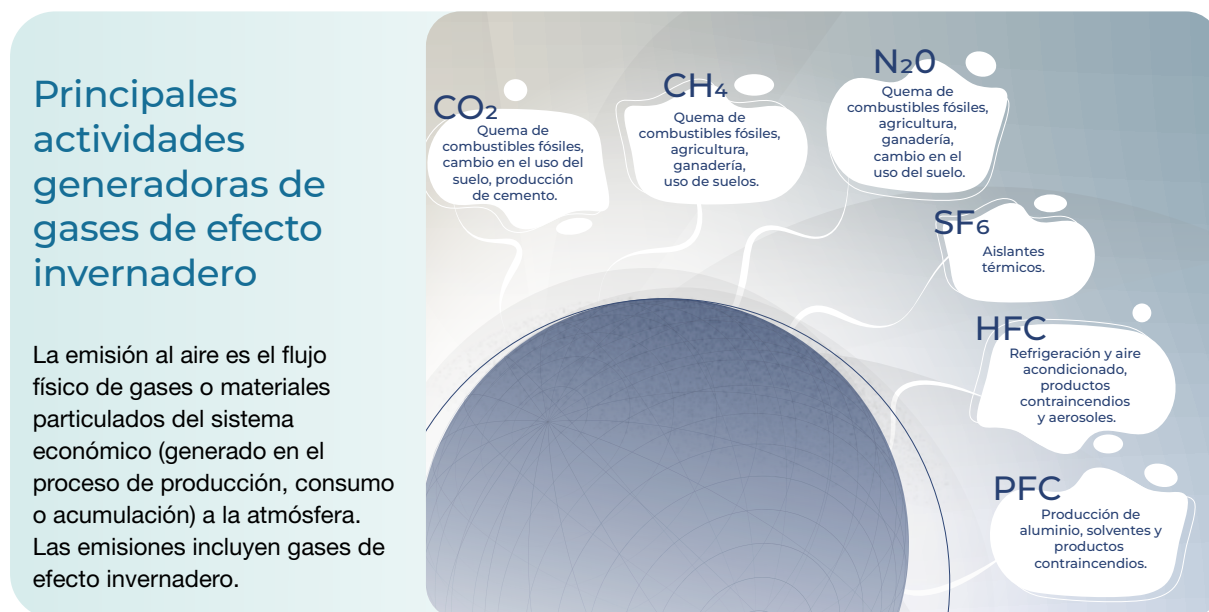 Principales
actividades
generadoras de
gases de efecto
invernadero
La emisión al aire es el flujo
físico de gases o materiales
particulados del sistema
económico (generado en el
proceso de producción, consumo
o acumulación) a la atmósfera.
Las emisiones incluyen gases de
efecto invernadero.
CO₂
Quema de
combustibles fósiles,
cambio en el uso del
suelo, producción
de cemento.
CH₄
Quema de
combustibles fósiles,
agricultura,
ganadería,
uso de suelos.
N₂0
Quema de
combustibles fósiles,
agricultura,
ganadería,
cambio en el
uso del suelo.
SF₆
Aislantes
térmicos.
HFC
Refrigeración y aire
acondicionado,
productos
contraincendios
y aerosoles.
PFC
Producción de
aluminio, solventes y
productos
contraincendios.